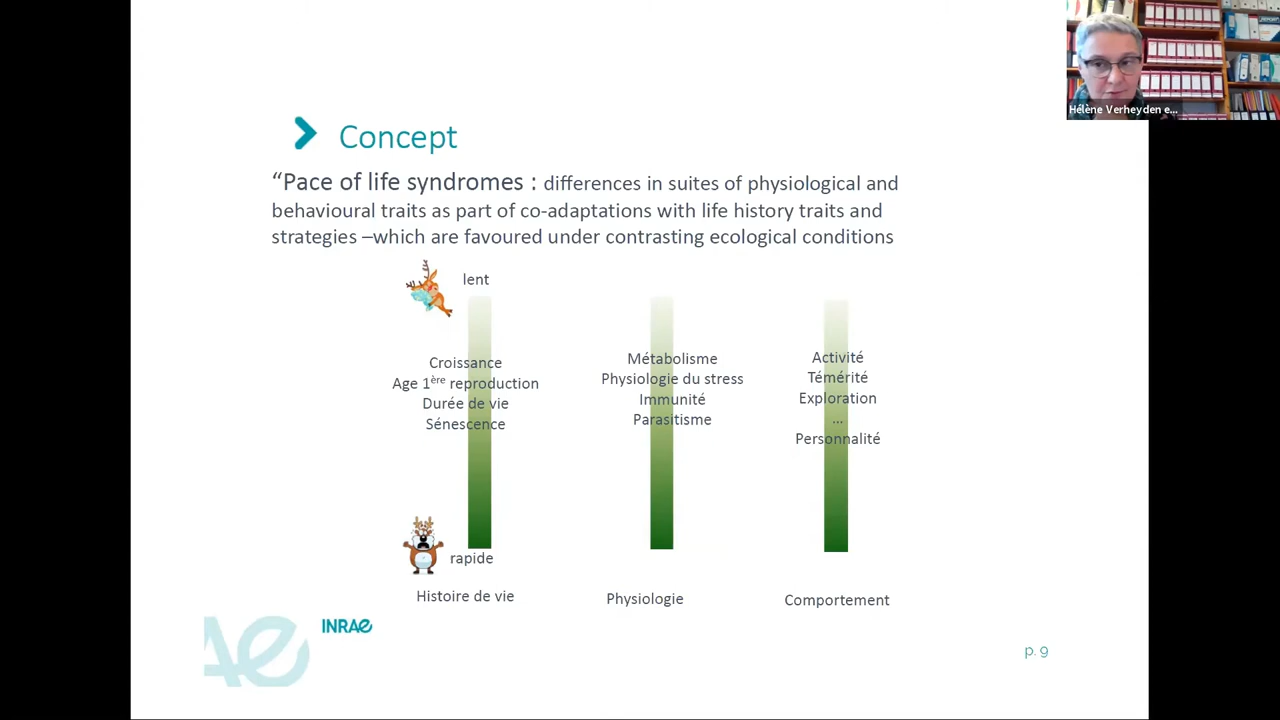 Hélène Verheyden e...
Concept
“Pace of life syndromes : differences in suites of physiological and
behavioural traits as part of co-adaptations with life history traits and
strategies –which are favoured under contrasting ecological conditions
lent
Croissance
Age 1ère reproduction
Durée de vie
Sénescence
Métabolisme
Physiologie du stress
Immunité
Parasitisme
Activité
Témérité
Exploration
...
Personnalité
rapide
Histoire de vie
Physiologie
Comportement
INRAE
p. 9